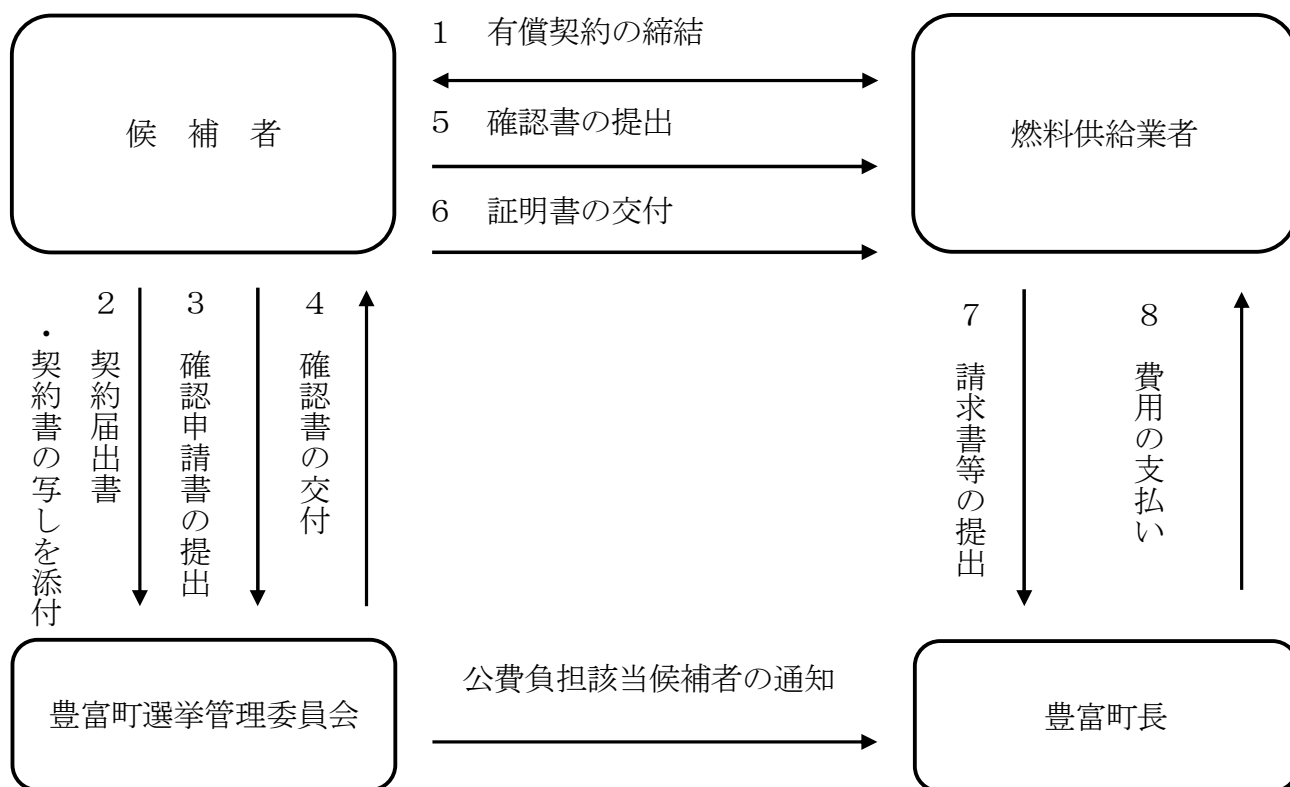 候　補　者
1　有償契約の締結
5　確認書の提出
6　証明書の交付
燃料供給業者
2　契約届出書
・契約書の写しを添付
3　確認申請書の提出
4　確認書の交付
7　請求書等の提出
8　費用の支払い
豊富町選挙管理委員会
公費負担該当候補者の通知
豊富町長